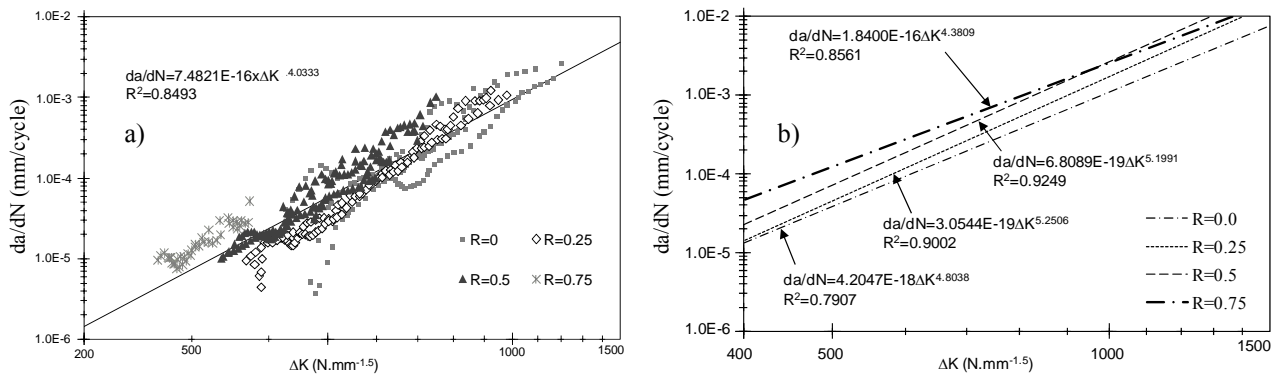 a)
da/dN=7.4821E-16xΔK .4.0333
R²=0.8493
da/dN (mm/cycle)
1.0E-2
1.0E-3
1.0E-4
1.0E-5
1.0E-6
R=0 R=0.25
R=0.5 R=0.75
200 500 1000 1500
ΔK (N.mm-1.5)
b)
da/dN=1.8400E-16ΔK4.3809
R²=0.8561
da/dN=6.8089E-19ΔK5.1991
R²=0.9249
da/dN=3.0544E-19ΔK5.2506
R²=0.9002
da/dN=4.2047E-18ΔK4.8038
R²=0.7907
da/dN (mm/cycle)
1.0E-2
1.0E-3
1.0E-4
1.0E-5
1.0E-6
R=0.0
R=0.25
R=0.5
R=0.75
400 500 1000 1500
ΔK (N.mm-1.5)